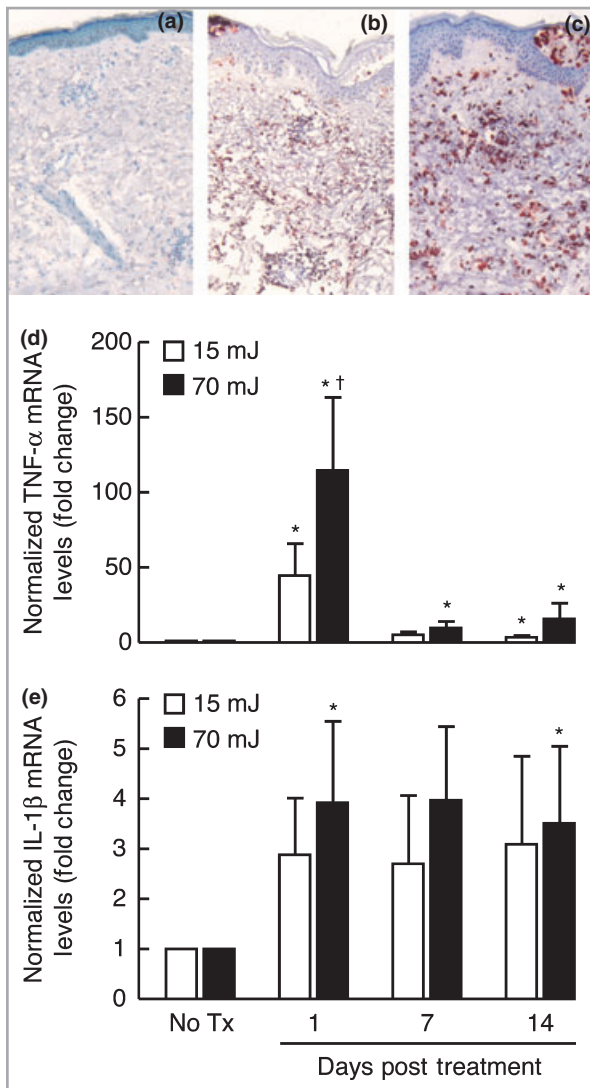 (a)
(b)
(c)
(d)
Normalized TNF-α mRNA
levels (fold change)
200
150
100
50
0
15 mJ
70 mJ
*
* †
*
*
*
(e)
Normalized IL-1β mRNA
levels (fold change)
6
5
4
3
2
1
0
15 mJ
70 mJ
*
*
No Tx
1
7
14
Days post treatment